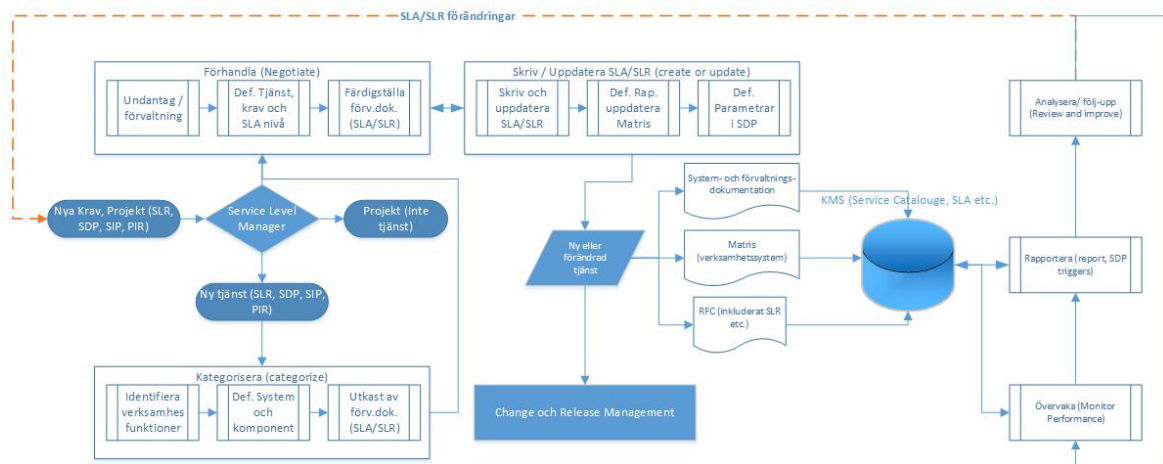 SLA/SLR förändringar
Förhandla (Negotiate)
Undantag /
förvaltning
Def. Tjänst,
krav och
SLA nivå
Färdigställa
förv.dok.
(SLA/SLR)
Skriv / Uppdatera SLA/SLR (create or update)
Skriv och
uppdatera
SLA/SLR
Def. Rap.
uppdatera
Matris
Def.
Parametrar
i SDP
Analysera/ följ-upp
(Review and improve)
Nya Krav, Projekt (SLR,
SDP, SIP, PIR)
Service Level
Manager
Projekt (Inte
tjänst)
System- och förvaltnings-
dokumentation
KMS (Service Catalouge, SLA etc.)
Ny eller
förändrad
tjänst
Matris
(verksamhetssystem)
Rapportera (report, SDP
triggers)
Ny tjänst (SLR, SDP, SIP,
PIR)
RFC (inkluderat SLR
etc.)
Kategorisera (categorize)
Identifiera
verksamhes
funktioner
Def. System
och
komponent
Utkast av
förv.dok.
(SLA/SLR)
Change och Release Management
Övervaka (Monitor
Performance)